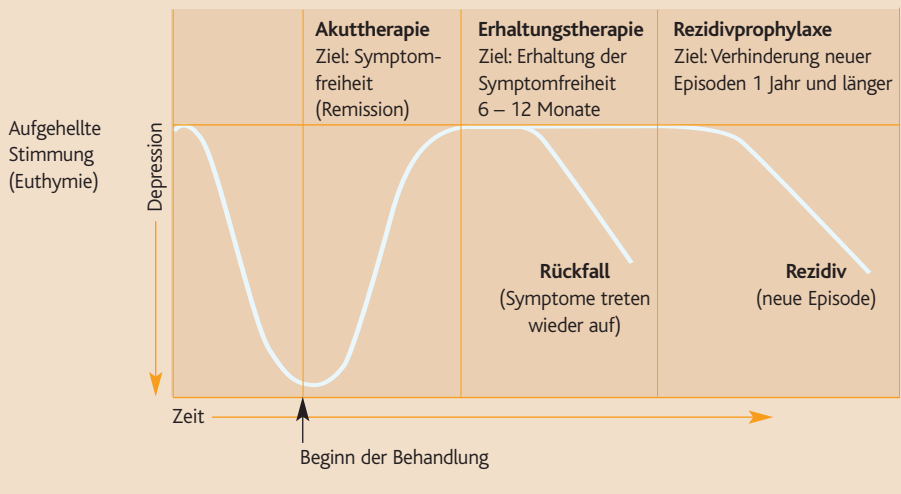 Akuttherapie
Ziel: Symptom-
freiheit
(Remission)
Erhaltungstherapie
Ziel: Erhaltung der
Symptomfreiheit
6 – 12 Monate
Rezidivprophylaxe
Ziel: Verhinderung neuer
Episoden 1 Jahr und länger
Aufgehellte
Stimmung
(Euthymie)
Depression
Rückfall
(Symptome treten
wieder auf)
Rezidiv
(neue Episode)
Zeit
Beginn der Behandlung